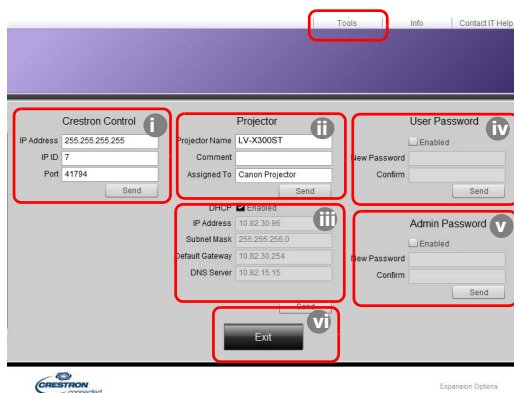 Tools Info Contact IT Help
Crestron Control i Projector ii User Password iv
IP Address 255.255.255.255 Projector Name LV-X300ST Enabled
IP ID 7 Comment New Password
Port 41794 Assigned To Canon Projector Confirm
Send Send Send
DHCP Enabled iii
IP Address 10.82.30.96 Admin Password v
Subnet Mask 255.255.255.0 Enabled
Default Gateway 10.82.30.254 New Password
DNS Server 10.82.15.15 Confirm
Send
Send
vi
Exit
CRESTRON
connected
Expansion Options